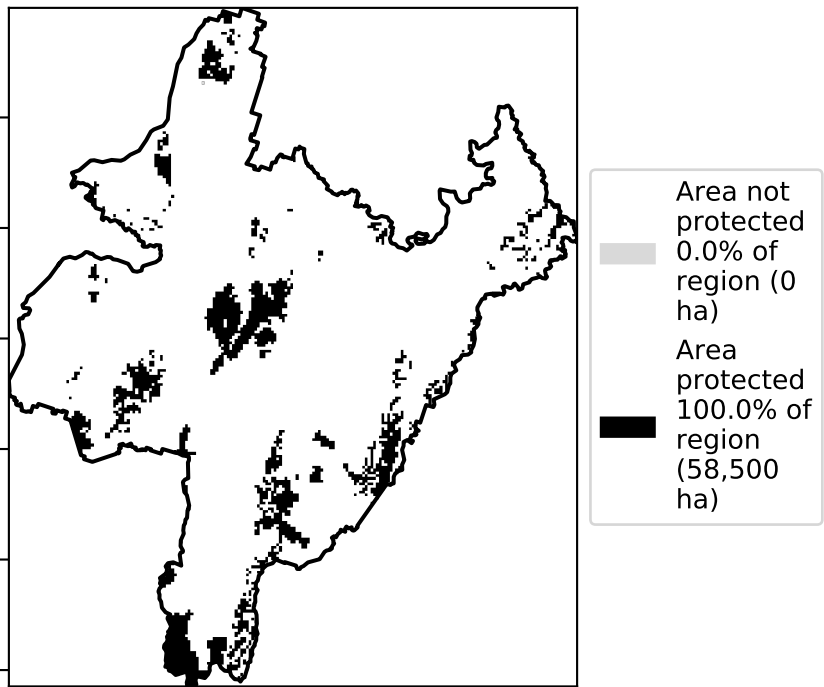 Area not
protected
0.0% of
region (0
ha)
Area
protected
100.0% of
region
(58,500
ha)